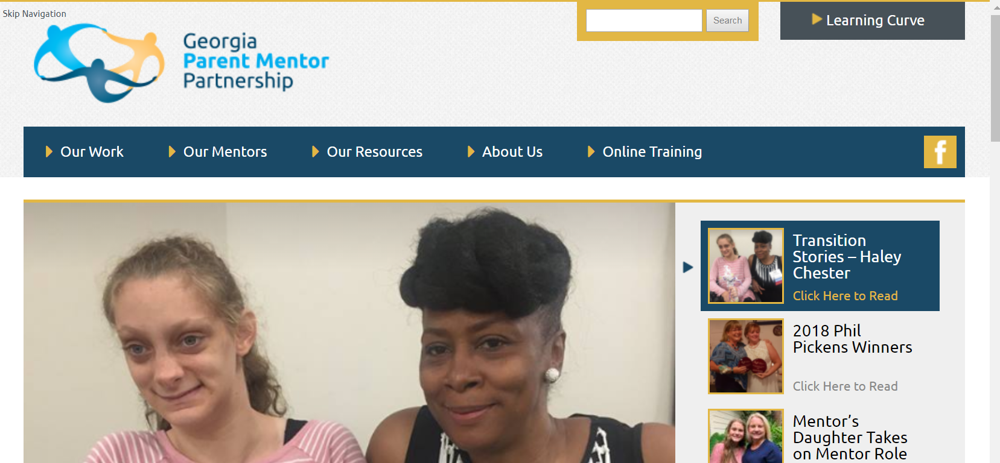 Skip Navigation
Search
Learning Curve
Georgia
Parent Mentor
Partnership
Our Work
Our Mentors
Our Resources
About Us
Online Training
f
Transition
Stories – Haley
Chester
Click Here to Read
2018 Phil
Pickens Winners
Click Here to Read
Mentor’s
Daughter Takes
on Mentor Role